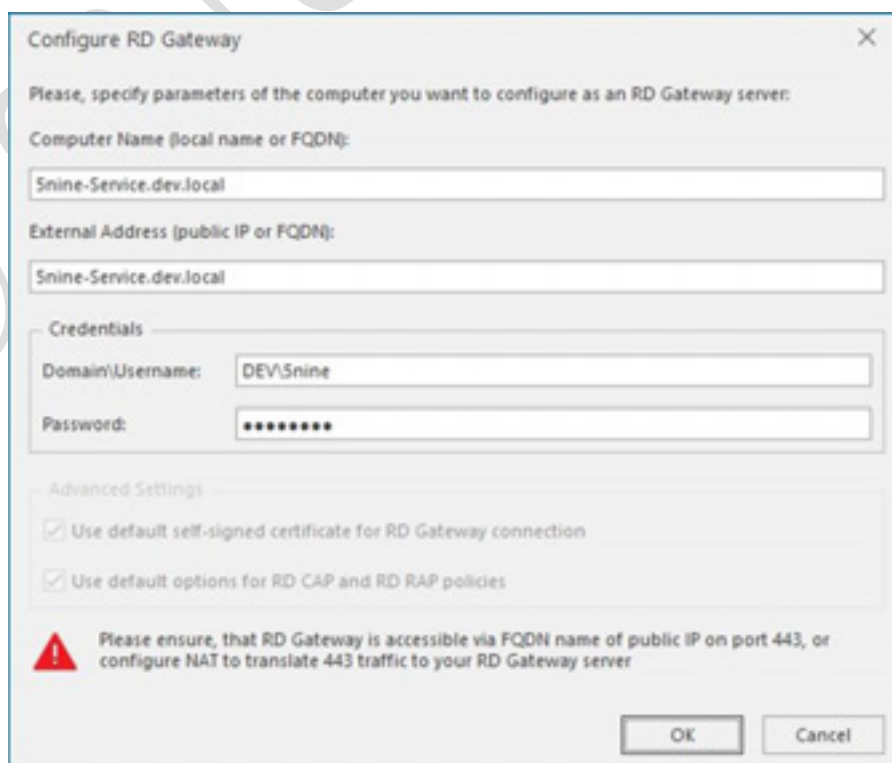 Configure RD Gateway
Please, specify parameters of the computer you want to configure as an RD Gateway server:
Computer Name (local name or FQDN):
5nine-Service.dev.local
External Address (public IP or FQDN):
5nine-Service.dev.local
Credentials
Domain\Username:
DEV\5nine
Password:
••••••••
Advanced Settings
Use default self-signed certificate for RD Gateway connection
Use default options for RD CAP and RD RAP policies
Please ensure, that RD Gateway is accessible via FQDN name of public IP on port 443, or
configure NAT to translate 443 traffic to your RD Gateway server
OK
Cancel